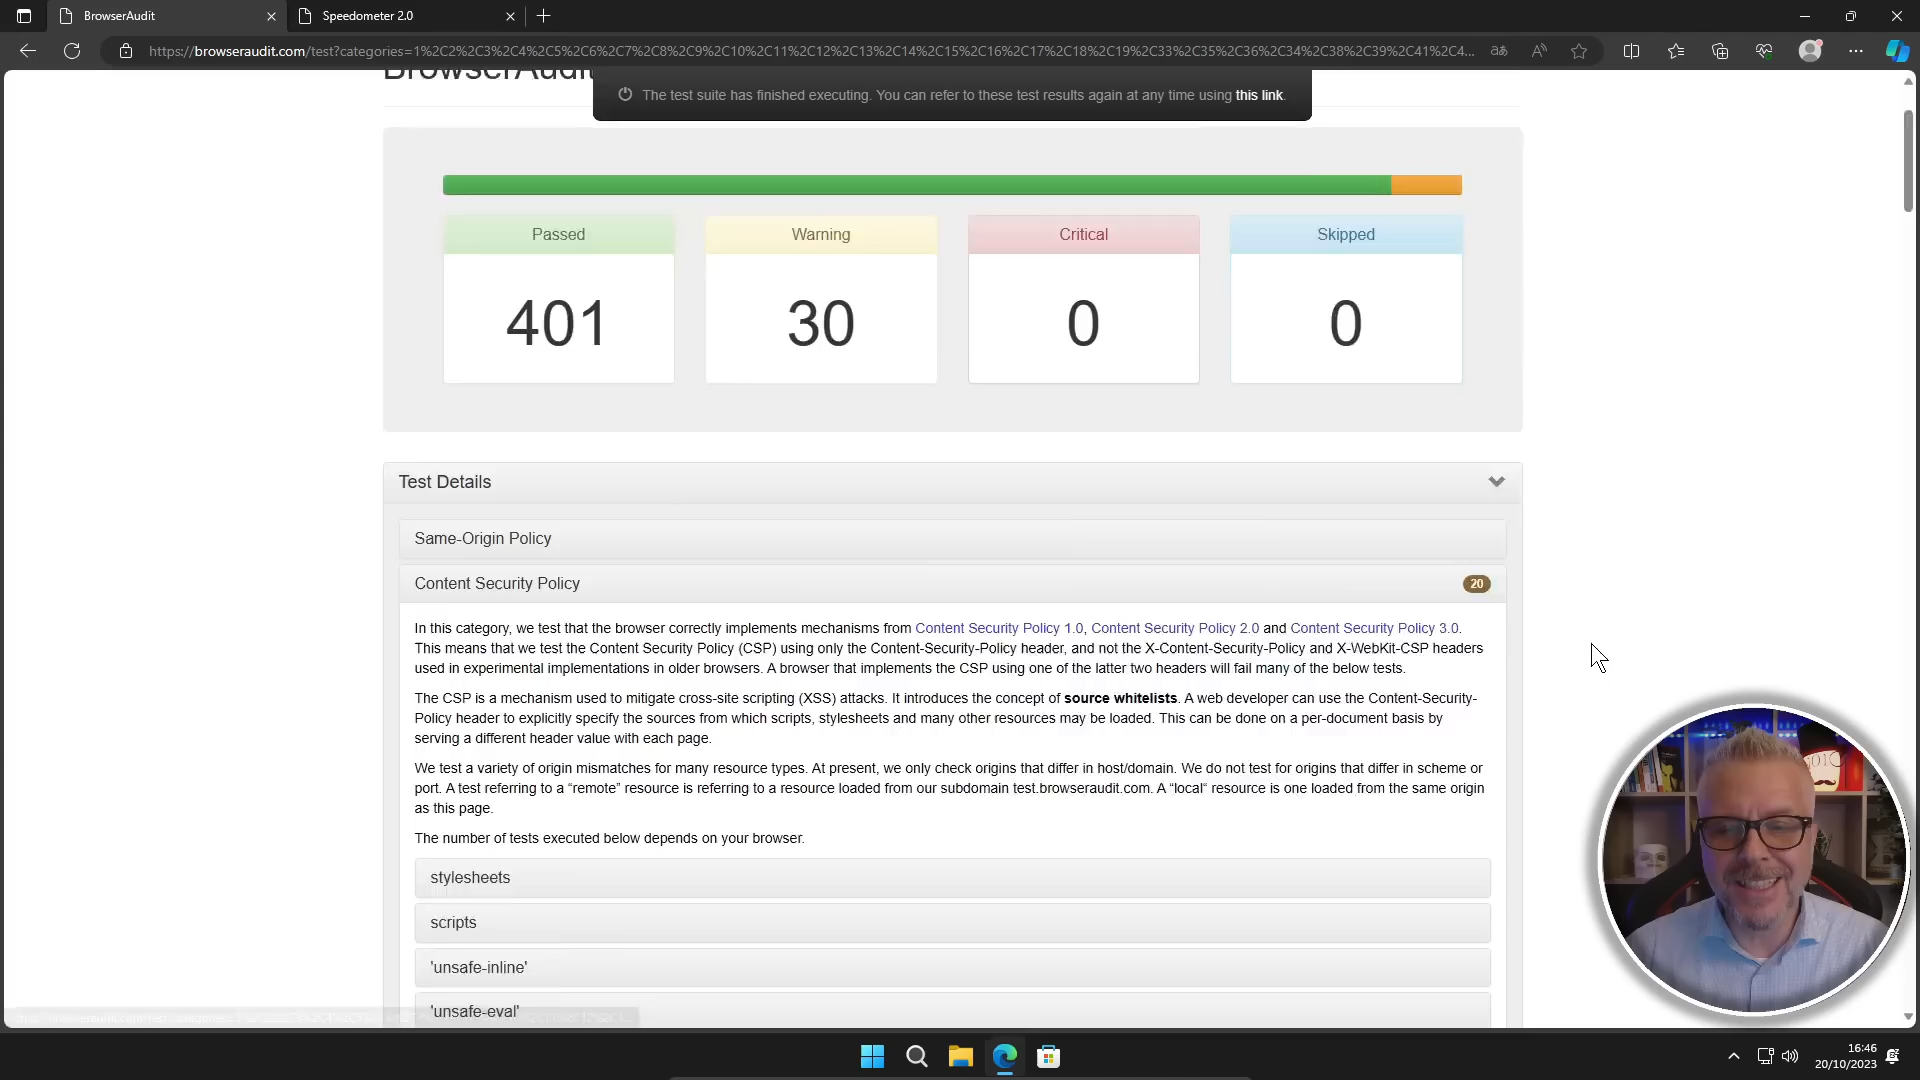 BrowserAudit
Speedometer 2.0
https://browseraudit.com/test?categories=1%2C2%2C3%2C4%2C5%2C6%2C7%2C8%2C9%2C10%2C11%2C12%2C13%2C14%2C15%2C16%2C17%2C18%2C19%2C33%2C35%2C36%2C34%2C38%2C39%2C41%2C4...
BrowserAudit
The test suite has finished executing. You can refer to these test results again at any time using this link.
Passed
Warning
Critical
Skipped
401
30
0
0
Test Details
Same-Origin Policy
Content Security Policy
20
In this category, we test that the browser correctly implements mechanisms from Content Security Policy 1.0, Content Security Policy 2.0 and Content Security Policy 3.0.
This means that we test the Content Security Policy (CSP) using only the Content-Security-Policy header, and not the X-Content-Security-Policy and X-WebKit-CSP headers
used in experimental implementations in older browsers. A browser that implements the CSP using one of the latter two headers will fail many of the below tests.
The CSP is a mechanism used to mitigate cross-site scripting (XSS) attacks. It introduces the concept of source whitelists. A web developer can use the Content-Security-
Policy header to explicitly specify the sources from which scripts, stylesheets and many other resources may be loaded. This can be done on a per-document basis by
serving a different header value with each page.
We test a variety of origin mismatches for many resource types. At present, we only check origins that differ in host/domain. We do not test for origins that differ in scheme or
port. A test referring to a “remote” resource is referring to a resource loaded from our subdomain test.browseraudit.com. A “local“ resource is one loaded from the same origin
as this page.
The number of tests executed below depends on your browser.
stylesheets
scripts
'unsafe-inline'
'unsafe-eval'
16:46
20/10/2023